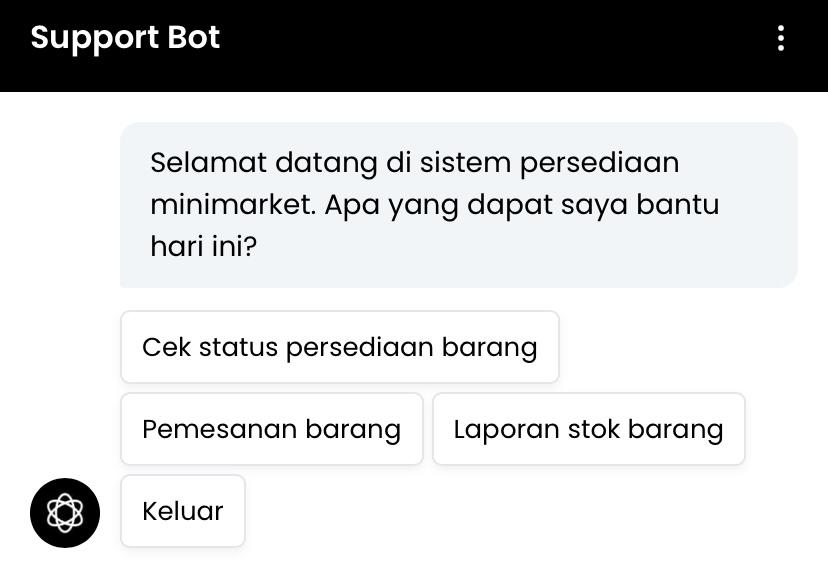 Support Bot
Selamat datang di sistem persediaan
minimarket. Apa yang dapat saya bantu
hari ini?
Cek status persediaan barang
Pemesanan barang
Laporan stok barang
Keluar